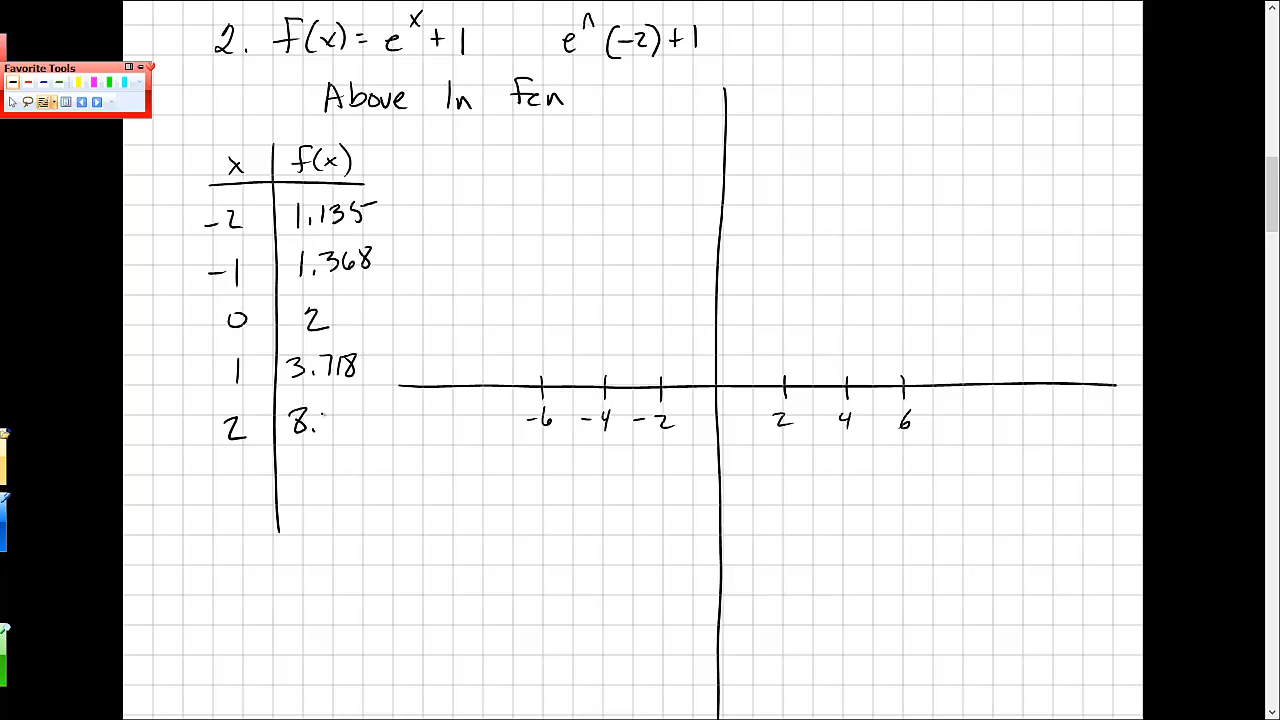 2. f(x) = e^x + 1 e^(-2)+1
Above ln fcn
Favorite Tools
x f(x)
-2 1.135
-1 1.368
0 2
1 3.718
2 8.
-6 -4 -2 2 4 6